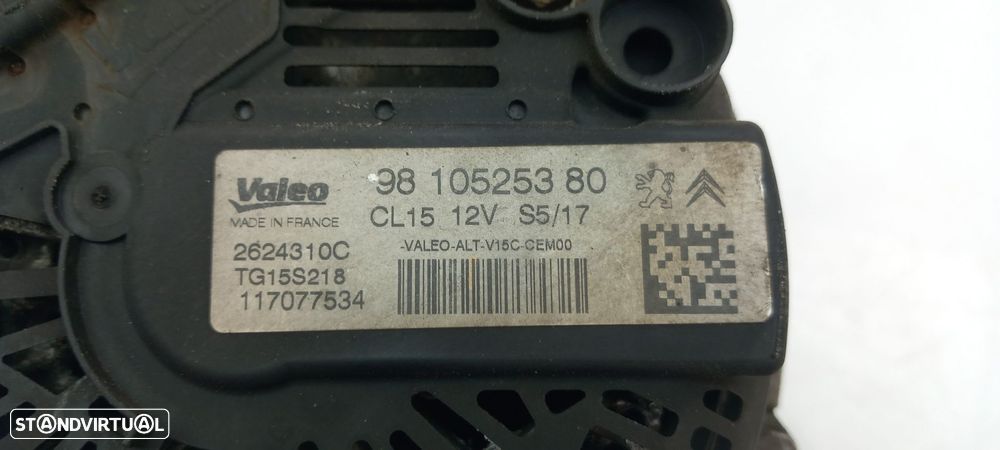 Valeo
MADE IN FRANCE
98 105253 80
CL15 12V S5/17
2624310C
TG15S218
117077534
-VALEO-ALT-V15C-CEM00
STANDVIRTUAL